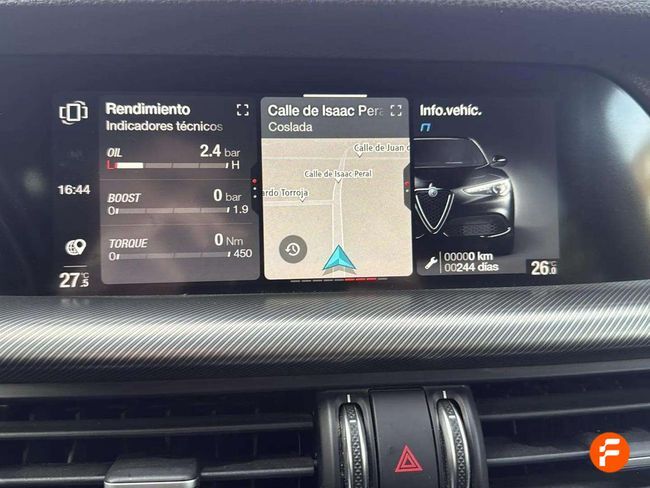 Rendimiento
Indicadores técnicos
OIL 2.4 bar
L H
16:44
BOOST 0 bar
0 1.9
TORQUE 0 Nm
0 450
27.5 °C
Calle de Isaac Pera
Coslada
Calle de Juan
Calle de Isaac Peral
ardo Torroja
Info.vehíc.
00000 km
00244 días
26.0 °C